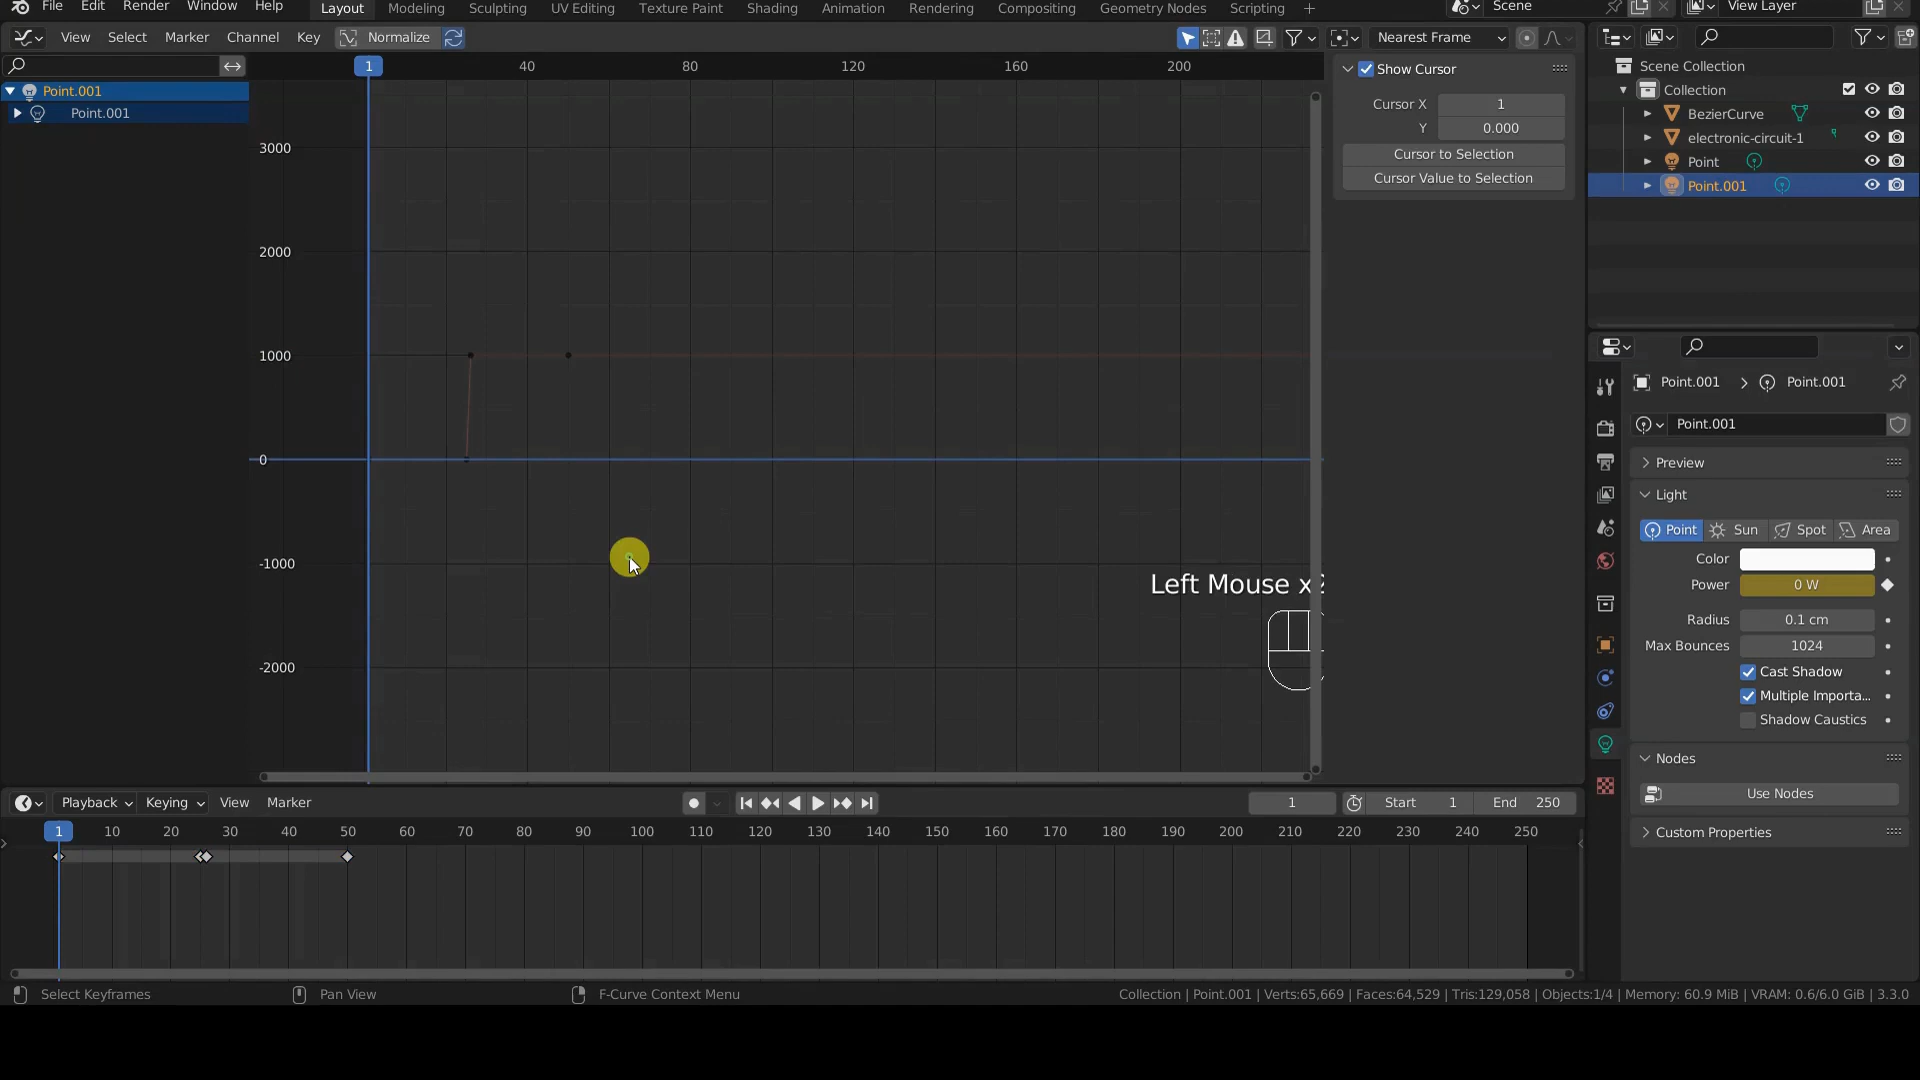 File Edit Render Window Help Layout Modeling Sculpting UV Editing Texture Paint Shading Animation Rendering Compositing Geometry Nodes Scripting + Scene View Layer
View Select Marker Channel Key Normalize Nearest Frame
1 40 80 120 160 200
Point.001
Point.001
3000
2000
1000
0
-1000
-2000
Show Cursor
Cursor X 1
Y 0.000
Cursor to Selection
Cursor Value to Selection
Left Mouse x
Scene Collection
Collection
BezierCurve
electronic-circuit-1
Point
Point.001
Point.001 Point.001
Point.001
Preview
Light
Point Sun Spot Area
Color
Power 0 W
Radius 0.1 cm
Max Bounces 1024
Cast Shadow
Multiple Importa...
Shadow Caustics
Nodes
Use Nodes
Custom Properties
Playback Keying View Marker 1 Start 1 End 250
1 10 20 30 40 50 60 70 80 90 100 110 120 130 140 150 160 170 180 190 200 210 220 230 240 250
Select Keyframes Pan View F-Curve Context Menu Collection | Point.001 | Verts:65,669 | Faces:64,529 | Tris:129,058 | Objects:1/4 | Memory: 60.9 MiB | VRAM: 0.6/6.0 GiB | 3.3.0